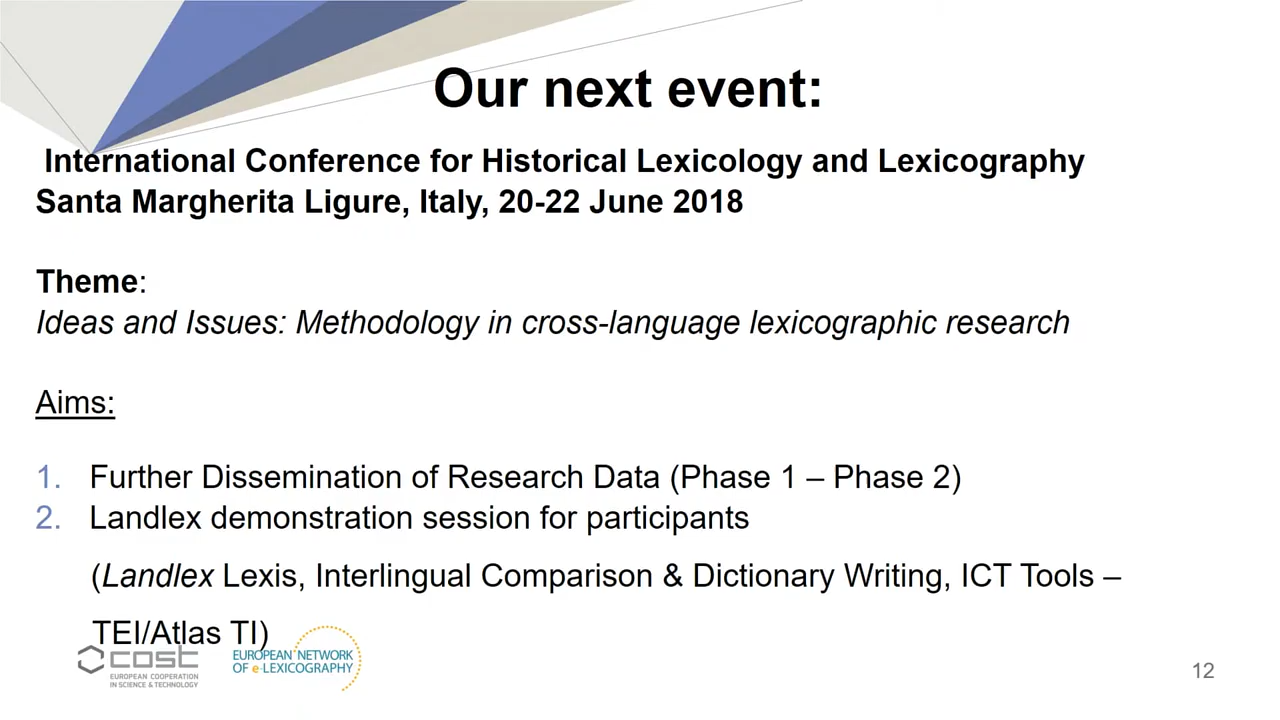 Our next event:
International Conference for Historical Lexicology and Lexicography
Santa Margherita Ligure, Italy, 20-22 June 2018
Theme:
Ideas and Issues: Methodology in cross-language lexicographic research
Aims:
1. Further Dissemination of Research Data (Phase 1 – Phase 2)
2. Landlex demonstration session for participants
(Landlex Lexis, Interlingual Comparison & Dictionary Writing, ICT Tools –
TEI/Atlas TI)
cost
EUROPEAN COOPERATION
IN SCIENCE & TECHNOLOGY
EUROPEAN NETWORK
OF e-LEXICOGRAPHY
12